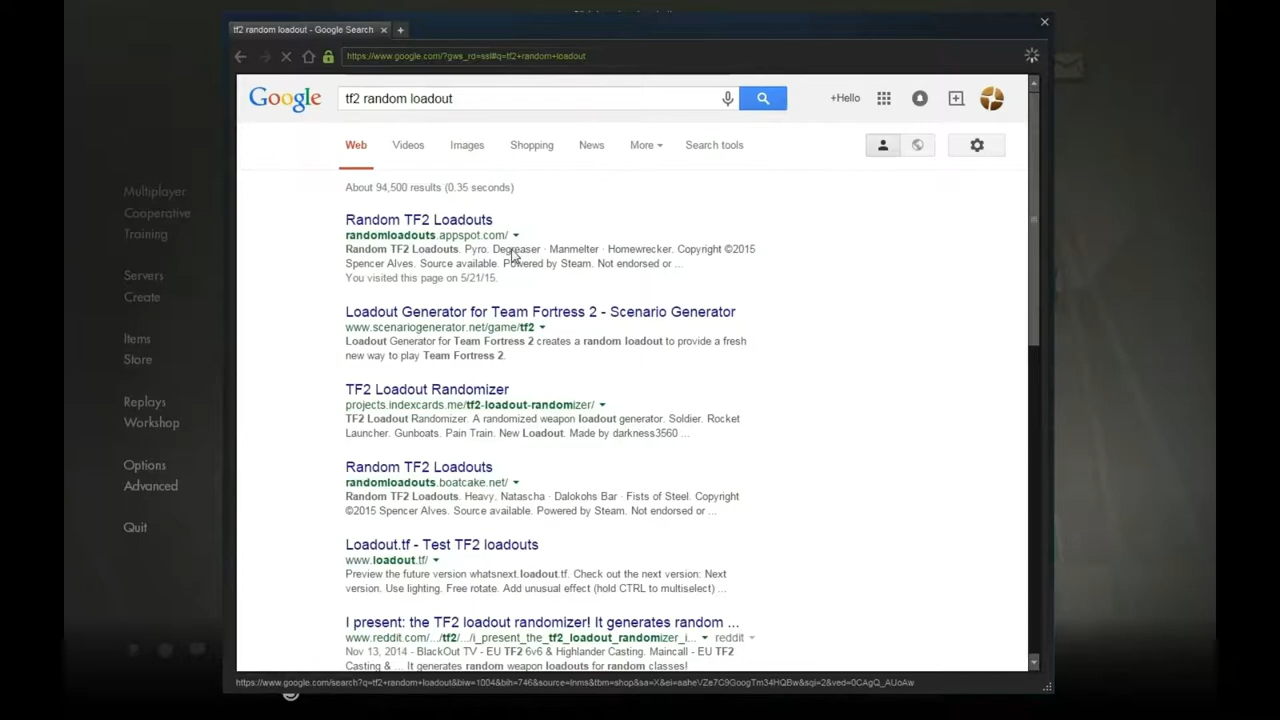 tf2 random loadout - Google Search
https://www.google.com/?gws_rd=ssl#q=tf2+random+loadout
Google
tf2 random loadout
+Hello
Web Videos Images Shopping News More Search tools
About 94,500 results (0.35 seconds)
Random TF2 Loadouts
randomloadouts.appspot.com/
Random TF2 Loadouts. Pyro. Degreaser · Manmelter · Homewrecker. Copyright ©2015
Spencer Alves. Source available. Powered by Steam. Not endorsed or ...
You visited this page on 5/21/15.
Loadout Generator for Team Fortress 2 - Scenario Generator
www.scenariogenerator.net/game/tf2
Loadout Generator for Team Fortress 2 creates a random loadout to provide a fresh
new way to play Team Fortress 2.
TF2 Loadout Randomizer
projects.indexcards.me/tf2-loadout-randomizer/
TF2 Loadout Randomizer. A randomized weapon loadout generator. Soldier. Rocket
Launcher. Gunboats. Pain Train. New Loadout. Made by darkness3560 ...
Random TF2 Loadouts
randomloadouts.boatcake.net/
Random TF2 Loadouts. Heavy. Natascha · Dalokohs Bar · Fists of Steel. Copyright
©2015 Spencer Alves. Source available. Powered by Steam. Not endorsed or ...
Loadout.tf - Test TF2 loadouts
www.loadout.tf/
Preview the future version whatsnext.loadout.tf. Check out the next version: Next
version. Use lighting. Free rotate. Add unusual effect (hold CTRL to multiselect) ...
I present: the TF2 loadout randomizer! It generates random ...
www.reddit.com/.../tf2/.../i_present_the_tf2_loadout_randomizer_i... reddit
Nov 13, 2014 - BlackOut TV - EU TF2 6v6 & Highlander Casting. Maincall - EU TF2
Casting & ... It generates random weapon loadouts for random classes!
Multiplayer
Cooperative
Training
Servers
Create
Items
Store
Replays
Workshop
Options
Advanced
Quit